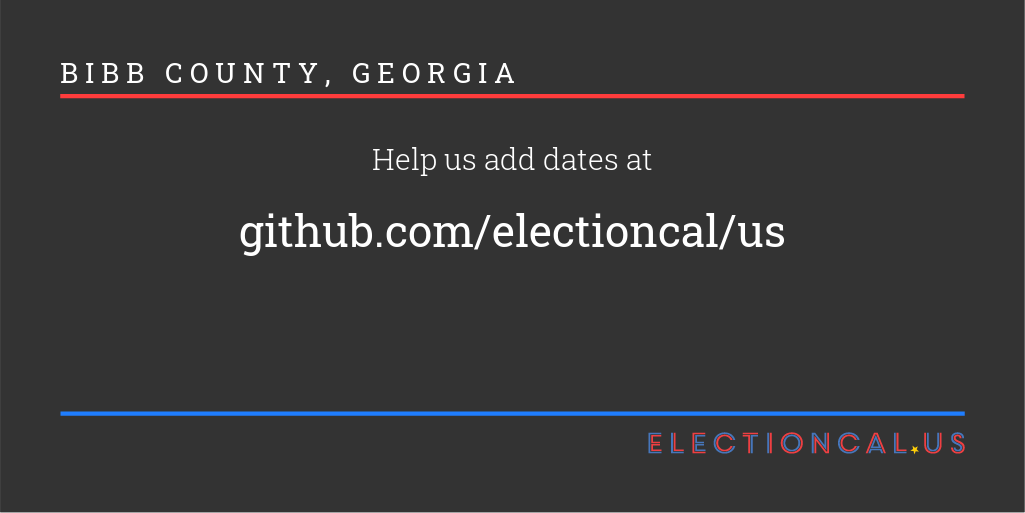 BIBB COUNTY, GEORGIA
Help us add dates at
github.com/electioncal/us
ELECTIONCAL.US